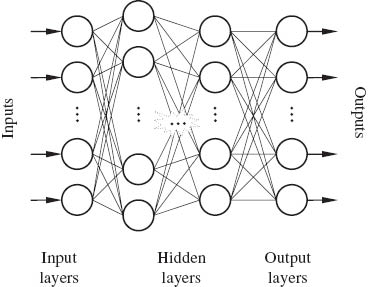 Inputs
Outputs
Input
layers
Hidden
layers
Output
layers